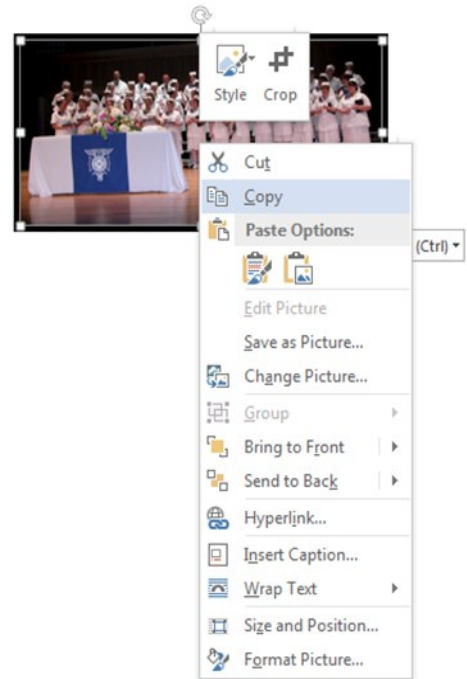 Style Crop
Cut
Copy
Paste Options:
(Ctrl)
Edit Picture
Save as Picture...
Change Picture...
Group
Bring to Front
Send to Back
Hyperlink...
Insert Caption...
Wrap Text
Size and Position...
Format Picture...